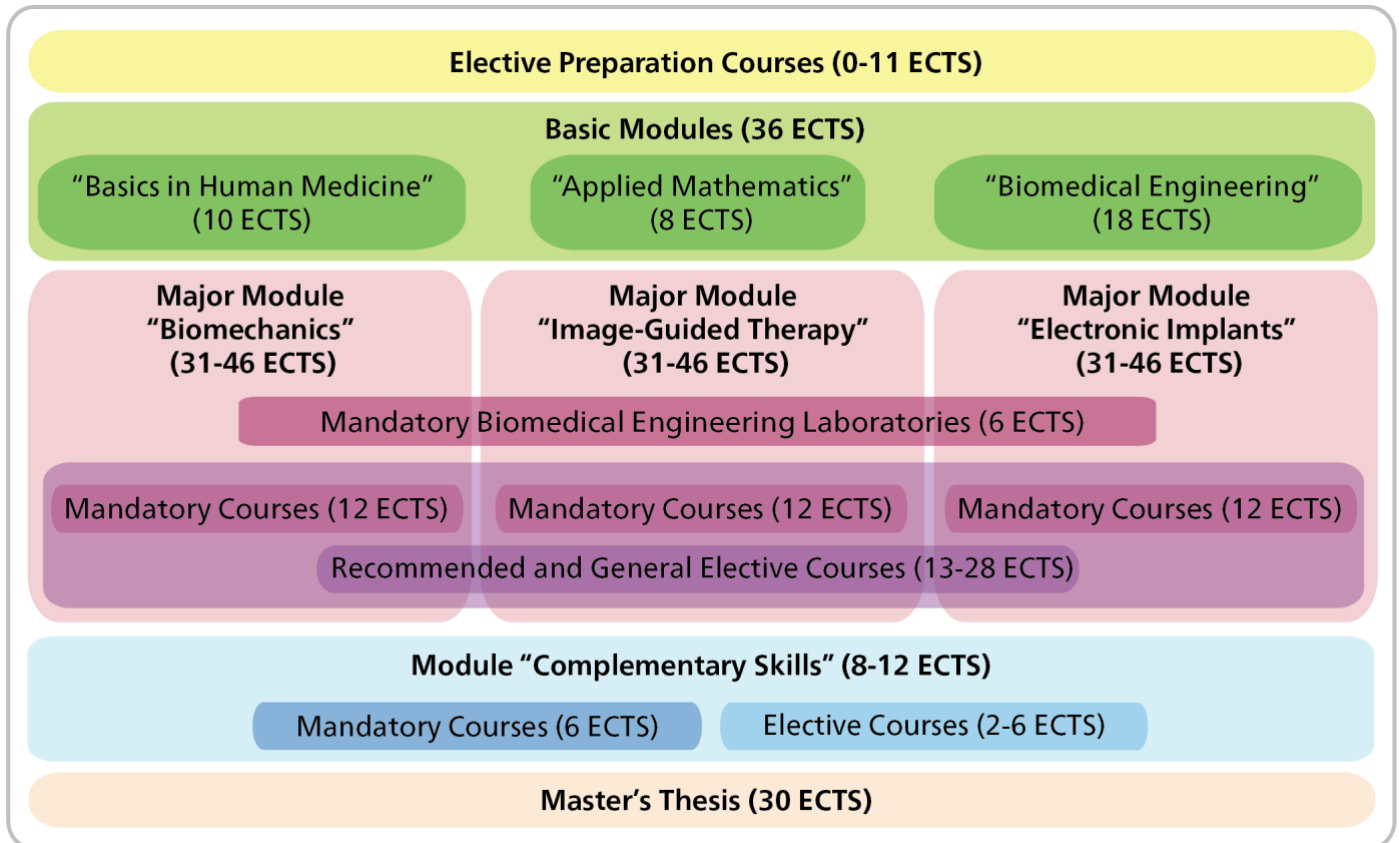 Elective Preparation Courses (0-11 ECTS)
Basic Modules (36 ECTS)
“Basics in Human Medicine”
(10 ECTS)
“Applied Mathematics”
(8 ECTS)
“Biomedical Engineering”
(18 ECTS)
Major Module
“Biomechanics”
(31-46 ECTS)
Major Module
“Image-Guided Therapy”
(31-46 ECTS)
Major Module
“Electronic Implants”
(31-46 ECTS)
Mandatory Biomedical Engineering Laboratories (6 ECTS)
Mandatory Courses (12 ECTS)
Mandatory Courses (12 ECTS)
Mandatory Courses (12 ECTS)
Recommended and General Elective Courses (13-28 ECTS)
Module “Complementary Skills” (8-12 ECTS)
Mandatory Courses (6 ECTS)
Elective Courses (2-6 ECTS)
Master’s Thesis (30 ECTS)